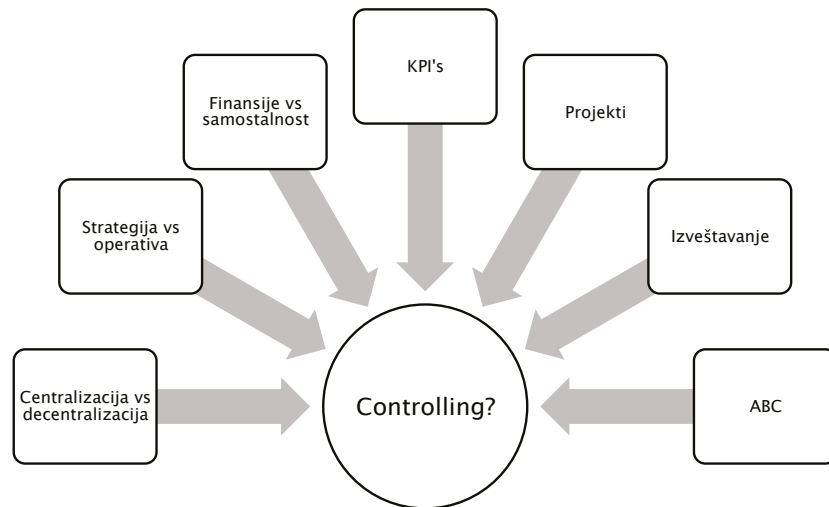 KPI's
Finansije vs
samostalnost
Projekti
Strategija vs
operativa
Izveštavanje
Centralizacija vs
decentralizacija
Controlling?
ABC